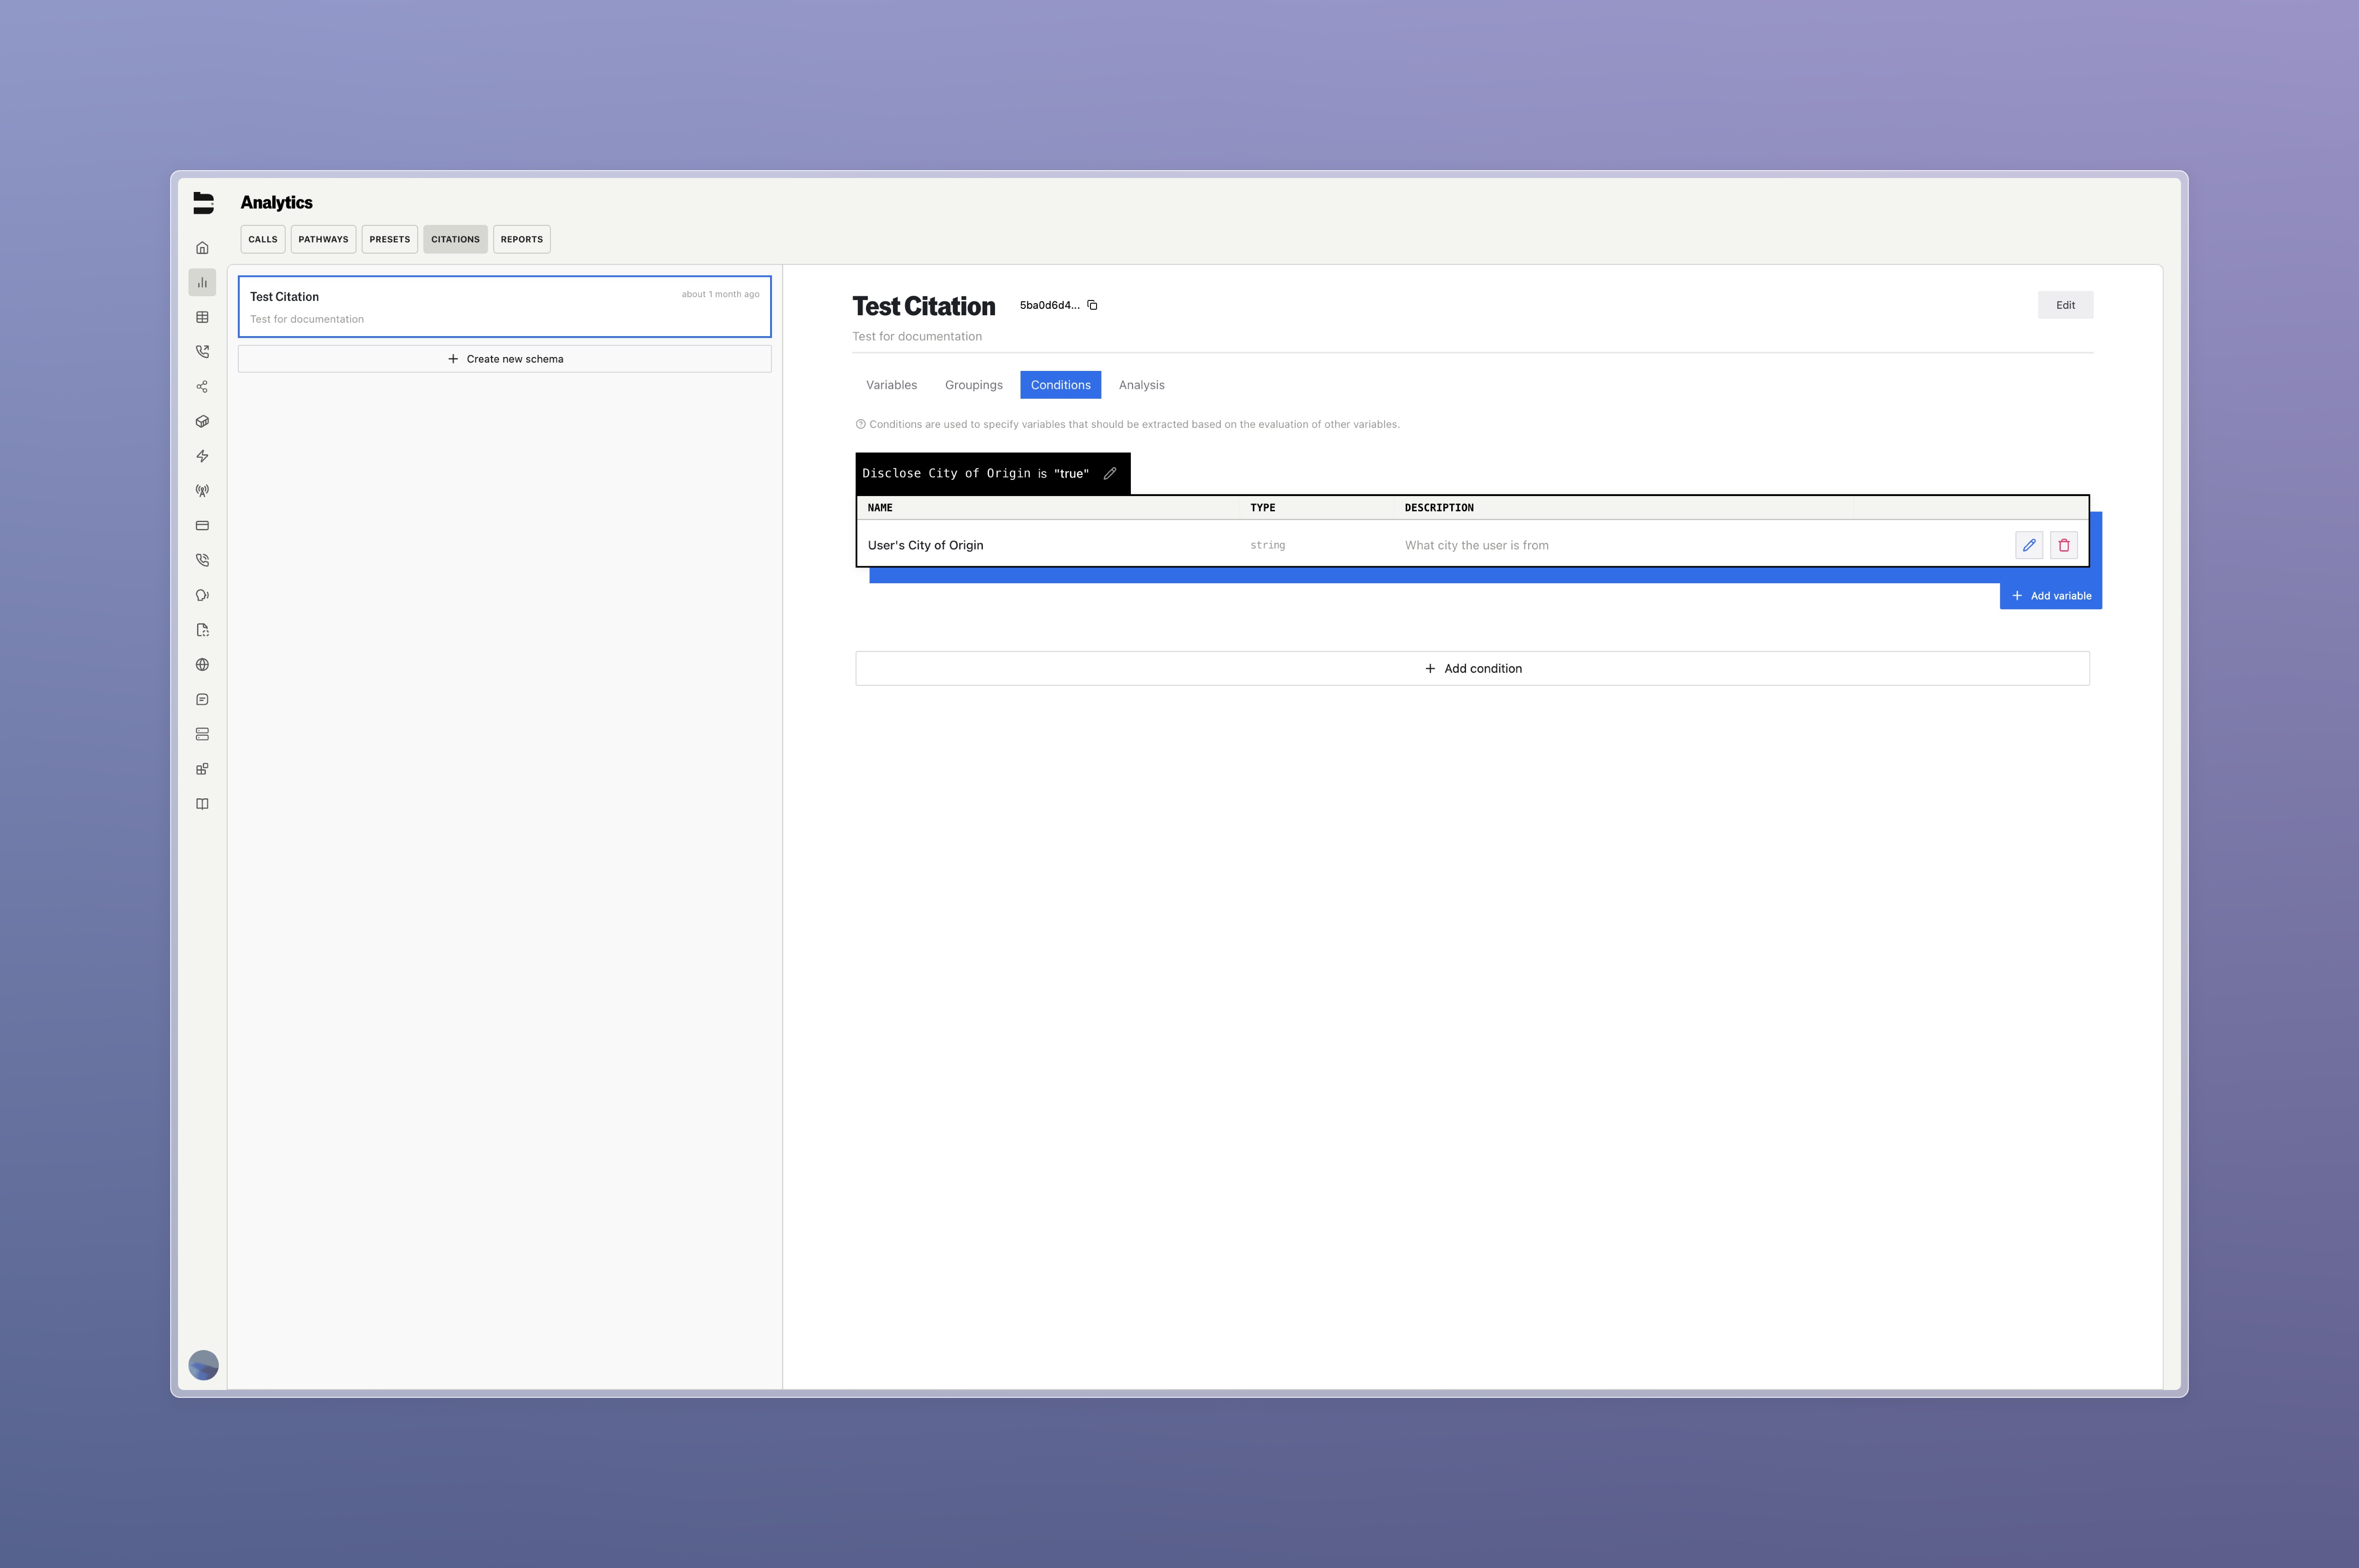 Analytics
CALLS PATHWAYS PRESETS CITATIONS REPORTS
Test Citation about 1 month ago
Test for documentation
Create new schema
Test Citation 5ba0d6d4... Edit
Test for documentation
Variables Groupings Conditions Analysis
Conditions are used to specify variables that should be extracted based on the evaluation of other variables.
Disclose City of Origin is "true"
NAME TYPE DESCRIPTION
User's City of Origin string What city the user is from
Add variable
Add condition